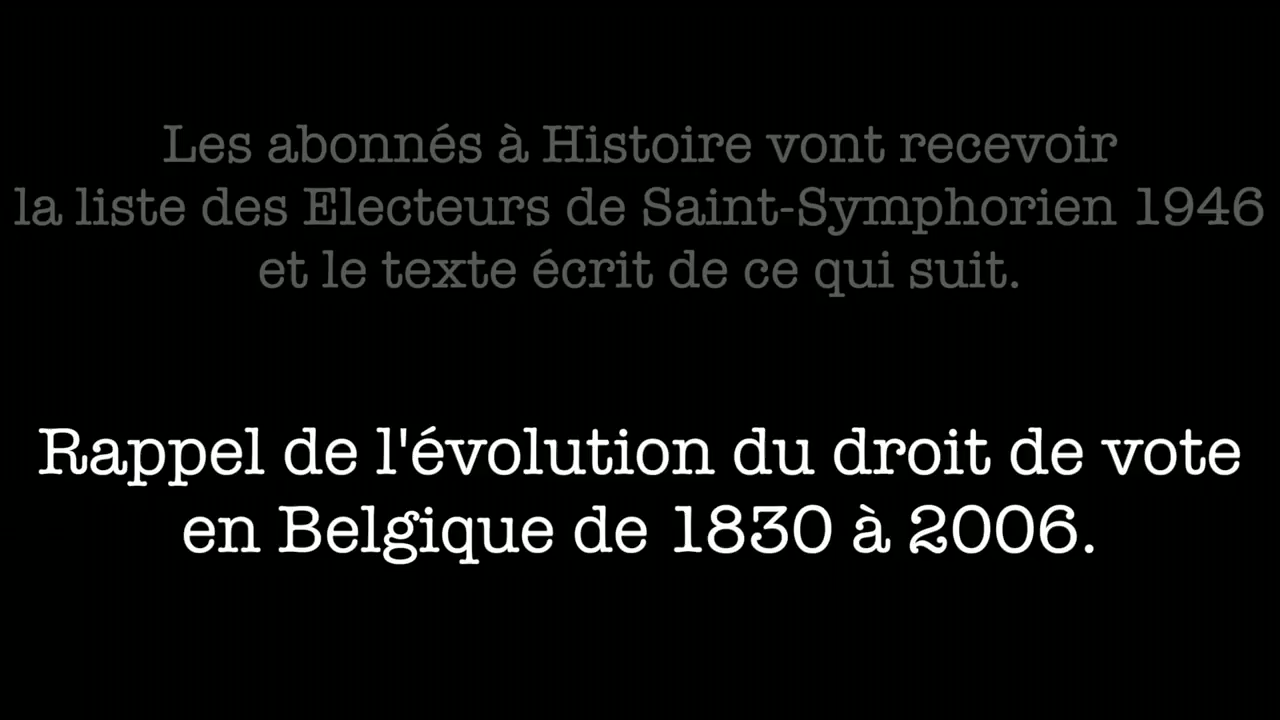 Les abonnés à Histoire vont recevoir
la liste des Electeurs de Saint-Symphorien 1946
et le texte écrit de ce qui suit.
Rappel de l'évolution du droit de vote
en Belgique de 1830 à 2006.